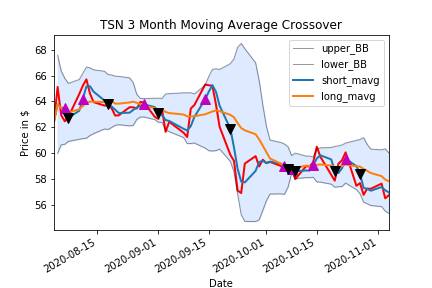 TSN 3 Month Moving Average Crossover
68
66
64
62
60
58
56
Price in $
upper_BB
lower_BB
short_mavg
long_mavg
2020-08-15
2020-09-01
2020-09-15
2020-10-01
2020-10-15
2020-11-01
Date